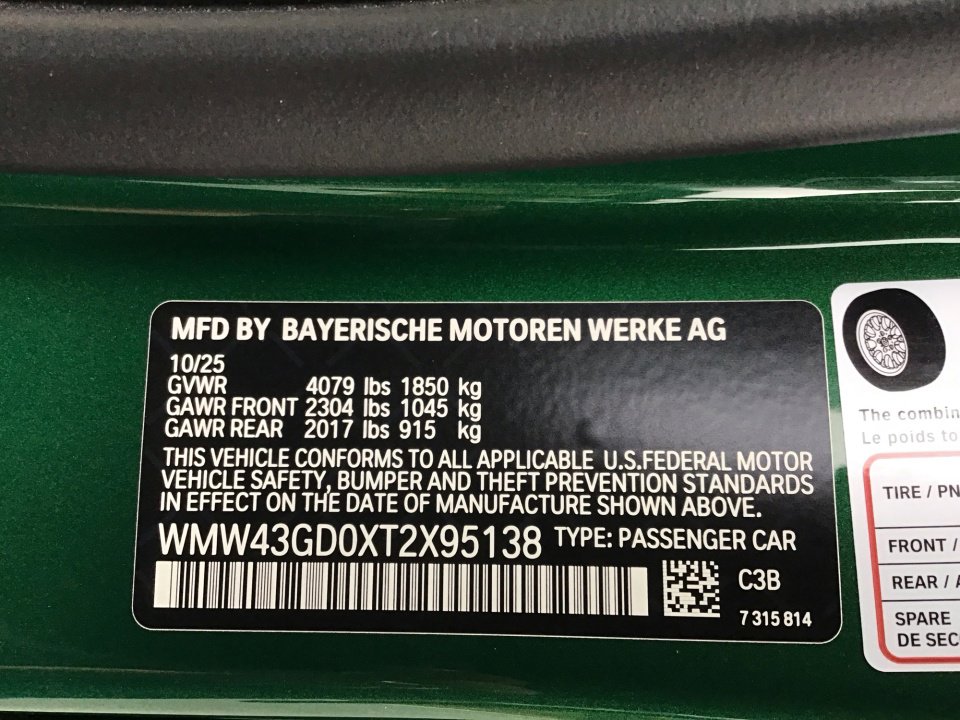 MFD BY BAYERISCHE MOTOREN WERKE AG
10/25
GVWR 4079 lbs 1850 kg
GAWR FRONT 2304 lbs 1045 kg
GAWR REAR 2017 lbs 915 kg
THIS VEHICLE CONFORMS TO ALL APPLICABLE U.S.FEDERAL MOTOR
VEHICLE SAFETY, BUMPER AND THEFT PREVENTION STANDARDS
IN EFFECT ON THE DATE OF MANUFACTURE SHOWN ABOVE.
WMW43GD0XT2X95138 TYPE: PASSENGER CAR
C3B
7 315 814
The combin
Le poids to
TIRE / PN
FRONT /
REAR /
SPARE
DE SEC